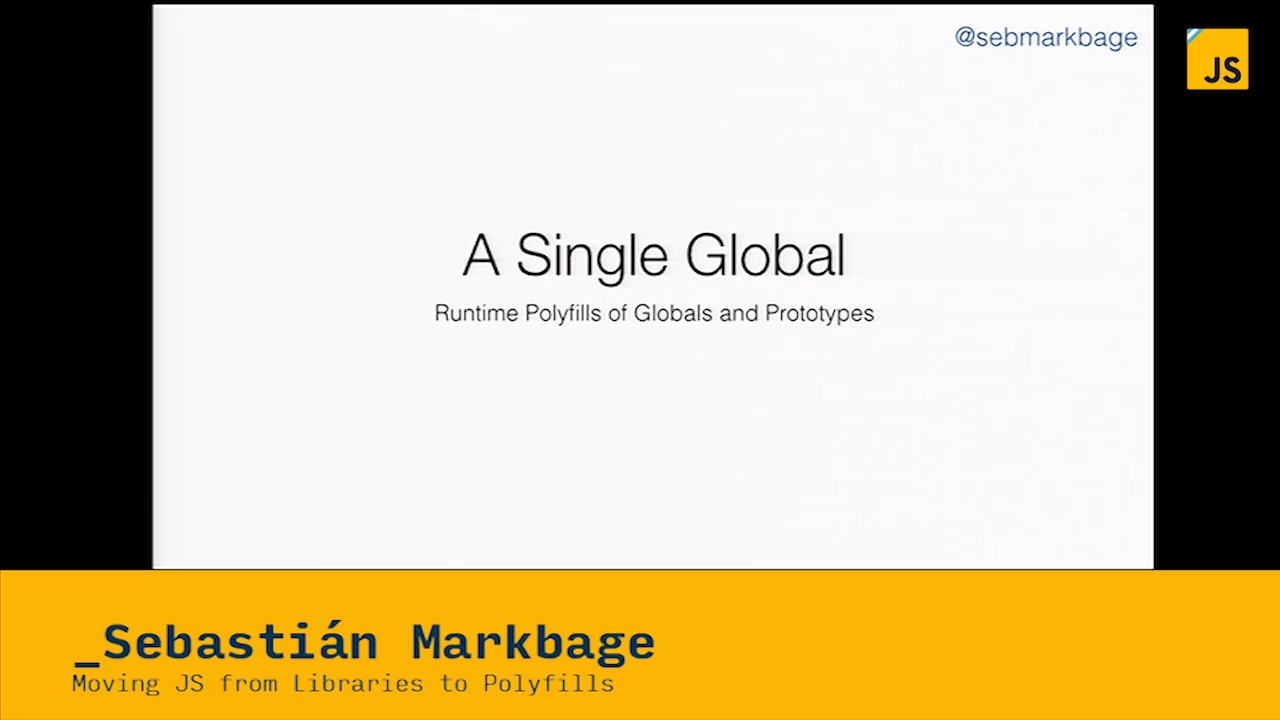 @sebmarkbage
JS
A Single Global
Runtime Polyfills of Globals and Prototypes
_Sebastián Markbage
Moving JS from Libraries to Polyfills